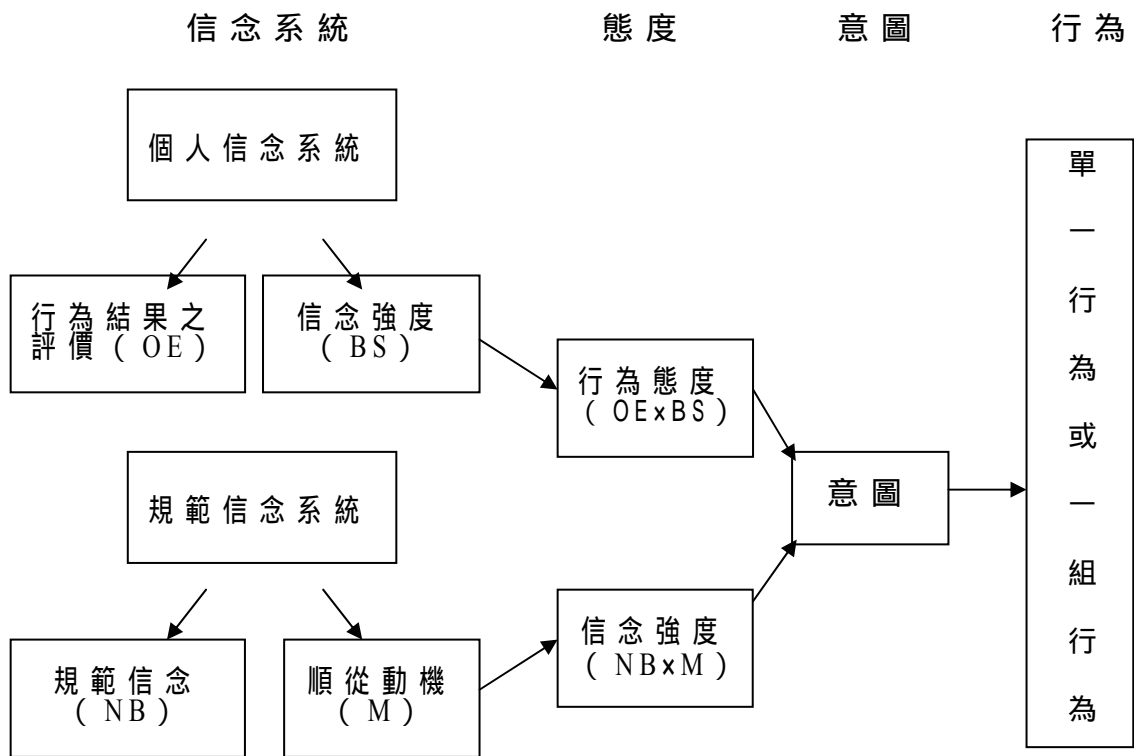 信念系統 態度 意圖 行為
個人信念系統
行為結果之
評價(OE)
信念強度
(BS)
行為態度
(OE×BS)
規範信念系統
意圖
規範信念
(NB)
順從動機
(M)
信念強度
(NB×M)
單一行為或一組行為